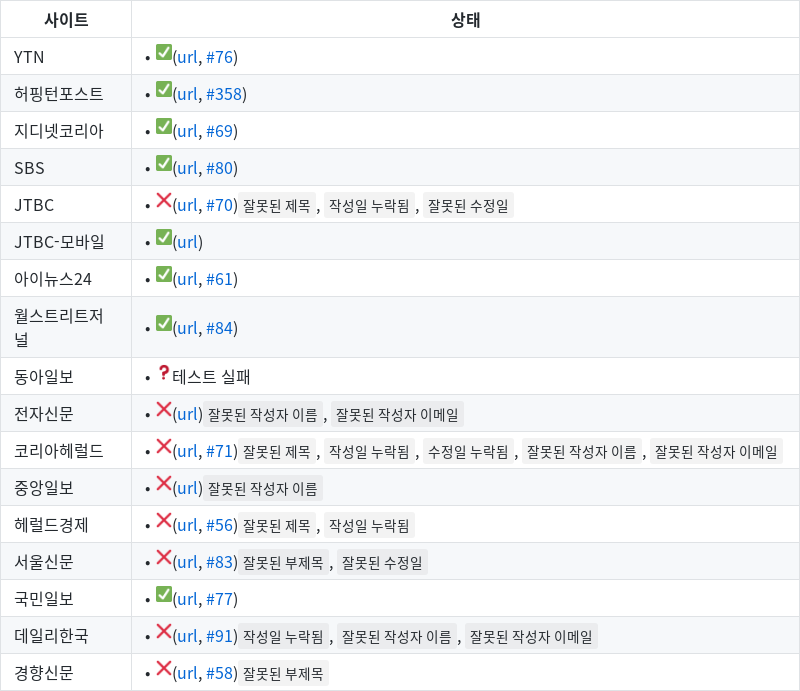 사이트 상태
YTN • ✅(url, #76)
허핑턴포스트 • ✅(url, #358)
지디넷코리아 • ✅(url, #69)
SBS • ✅(url, #80)
JTBC • ❌(url, #70) 잘못된 제목 , 작성일 누락됨 , 잘못된 수정일
JTBC-모바일 • ✅(url)
아이뉴스24 • ✅(url, #61)
월스트리트저
널 • ✅(url, #84)
동아일보 • ❓테스트 실패
전자신문 • ❌(url) 잘못된 작성자 이름 , 잘못된 작성자 이메일
코리아헤럴드 • ❌(url, #71) 잘못된 제목 , 작성일 누락됨 , 수정일 누락됨 , 잘못된 작성자 이름 , 잘못된 작성자 이메일
중앙일보 • ❌(url) 잘못된 작성자 이름
헤럴드경제 • ❌(url, #56) 잘못된 제목 , 작성일 누락됨
서울신문 • ❌(url, #83) 잘못된 부제목 , 잘못된 수정일
국민일보 • ✅(url, #77)
데일리한국 • ❌(url, #91) 작성일 누락됨 , 잘못된 작성자 이름 , 잘못된 작성자 이메일
경향신문 • ❌(url, #58) 잘못된 부제목